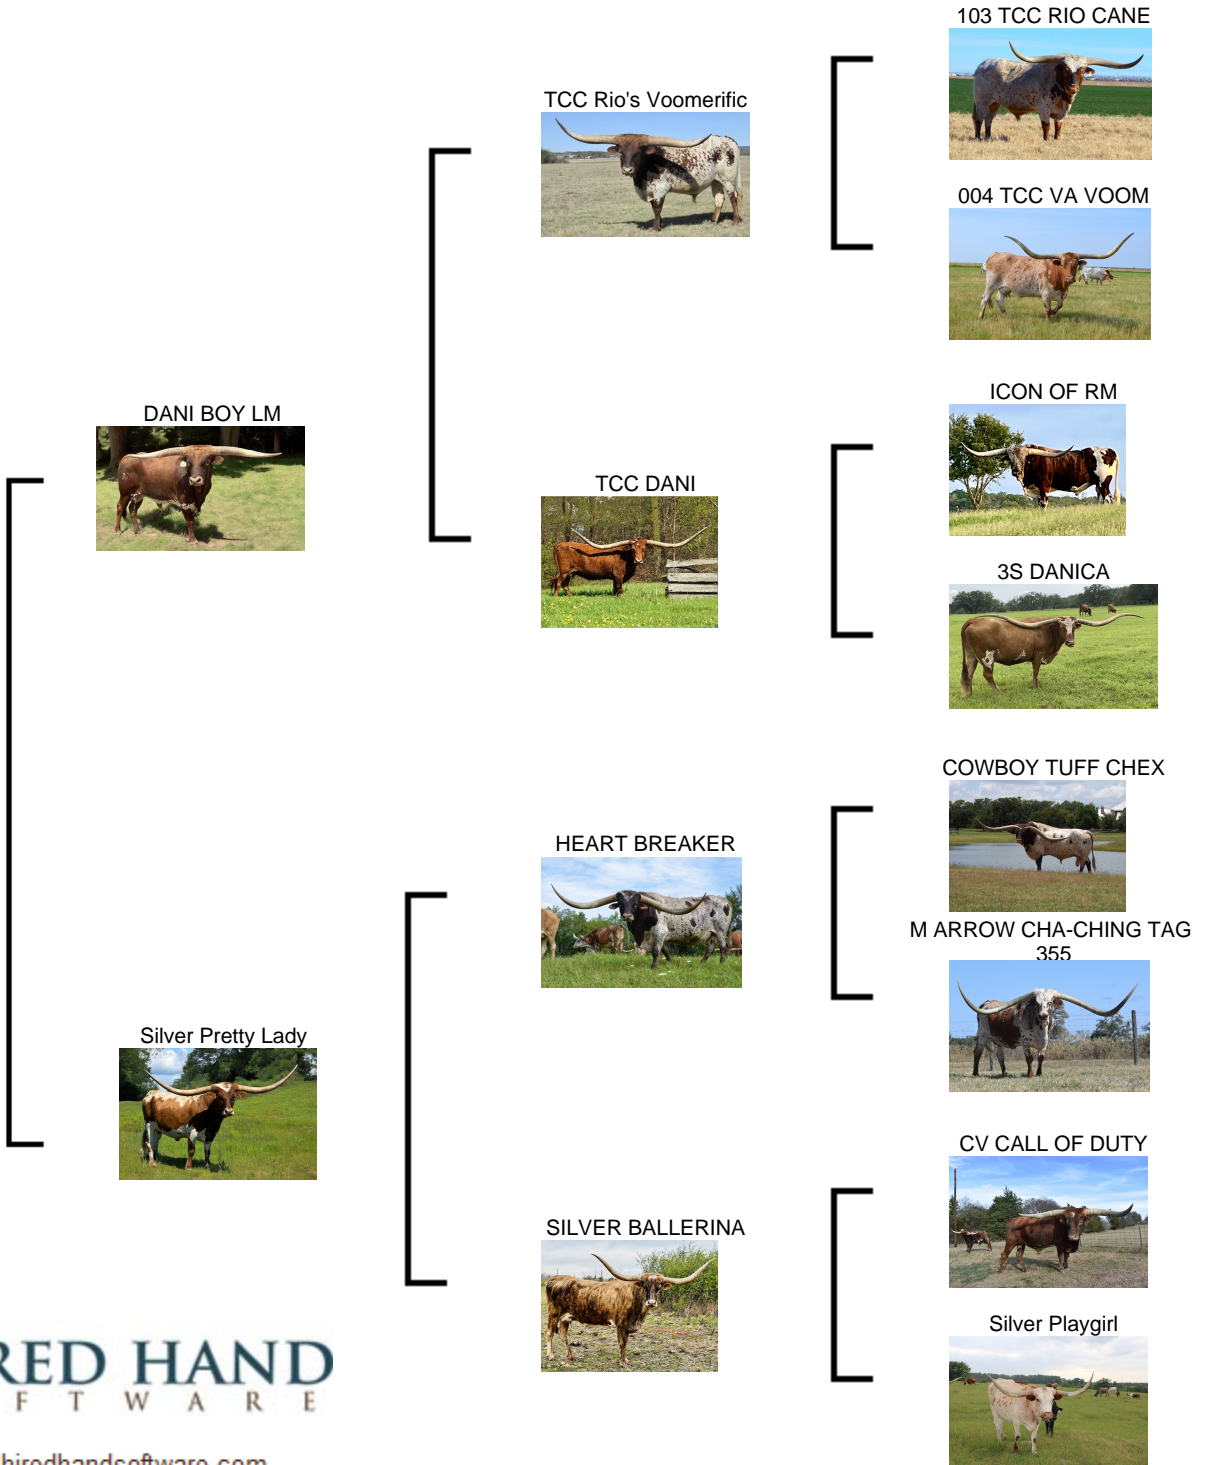 103 TCC RIO CANE
TCC Rio's Voomerific
004 TCC VA VOOM
DANI BOY LM
ICON OF RM
TCC DANI
3S DANICA
COWBOY TUFF CHEX
HEART BREAKER
M ARROW CHA-CHING TAG
355
Silver Pretty Lady
CV CALL OF DUTY
SILVER BALLERINA
Silver Playgirl
RED HAND
F T W A R E
hiredhandsoftware.com